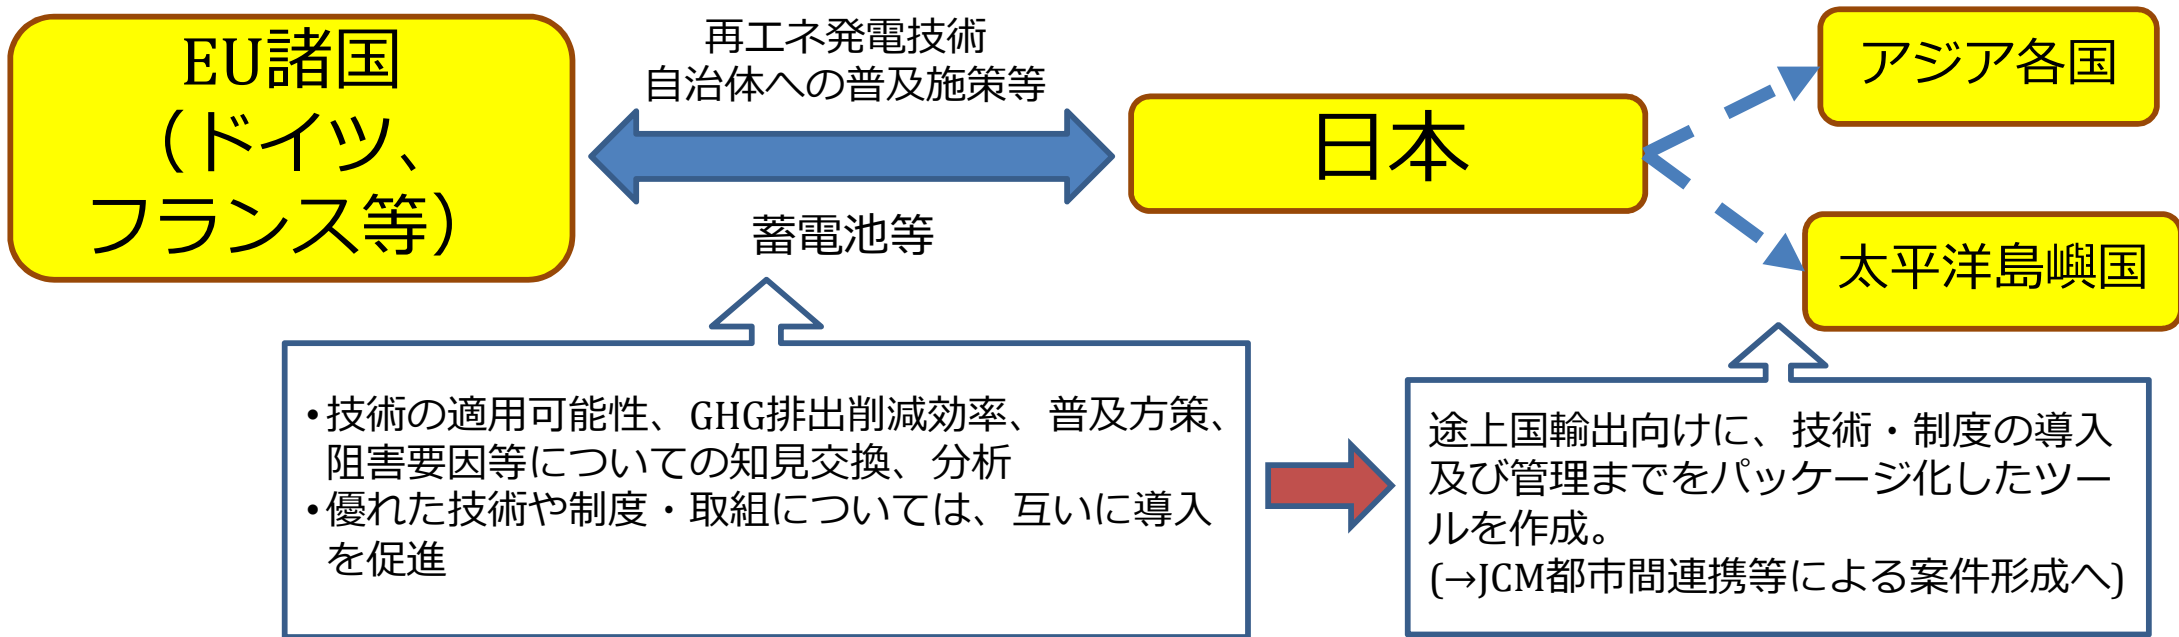 EU諸国
（ドイツ、
フランス等）
再エネ発電技術
自治体への普及施策等
蓄電池等
日本
アジア各国
太平洋島嶼国
•技術の適用可能性、GHG排出削減効率、普及方策、
阻害要因等についての知見交換、分析
•優れた技術や制度・取組については、互いに導入
を促進
途上国輸出向けに、技術・制度の導入
及び管理までをパッケージ化したツー
ルを作成。
(→JCM都市間連携等による案件形成へ)